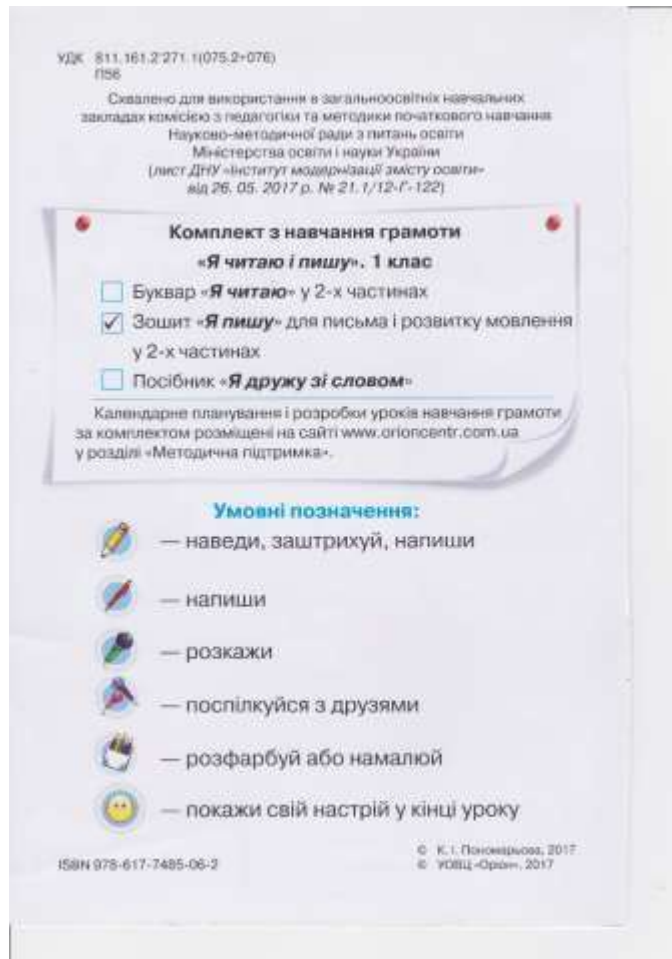 УДК 811.161.2'271.1(075.2+076)
П56
Схвалено для використання в загальноосвітніх навчальних
закладах комісією з педагогіки та методики початкового навчання
Науково-методичної ради з питань освіти
Міністерства освіти і науки України
(лист ДНУ «Інститут модернізації змісту освіти»
від 26. 05. 2017 р. № 21.1/12-Г-122)
Комплект з навчання грамоти
«Я читаю і пишу». 1 клас
Буквар «Я читаю» у 2-х частинах
Зошит «Я пишу» для письма і розвитку мовлення
у 2-х частинах
Посібник «Я дружу зі словом»
Календарне планування і розробки уроків навчання грамоти
за комплектом розміщені на сайті www.orioncentr.com.ua
у розділі «Методична підтримка».
Умовні позначення:
— наведи, заштрихуй, напиши
— напиши
— розкажи
— поспілкуйся з друзями
— розфарбуй або намалюй
— покажи свій настрій у кінці уроку
© К. І. Пономарьова, 2017
ISBN 978-617-7485-06-2
© УОВЦ «Оріон», 2017